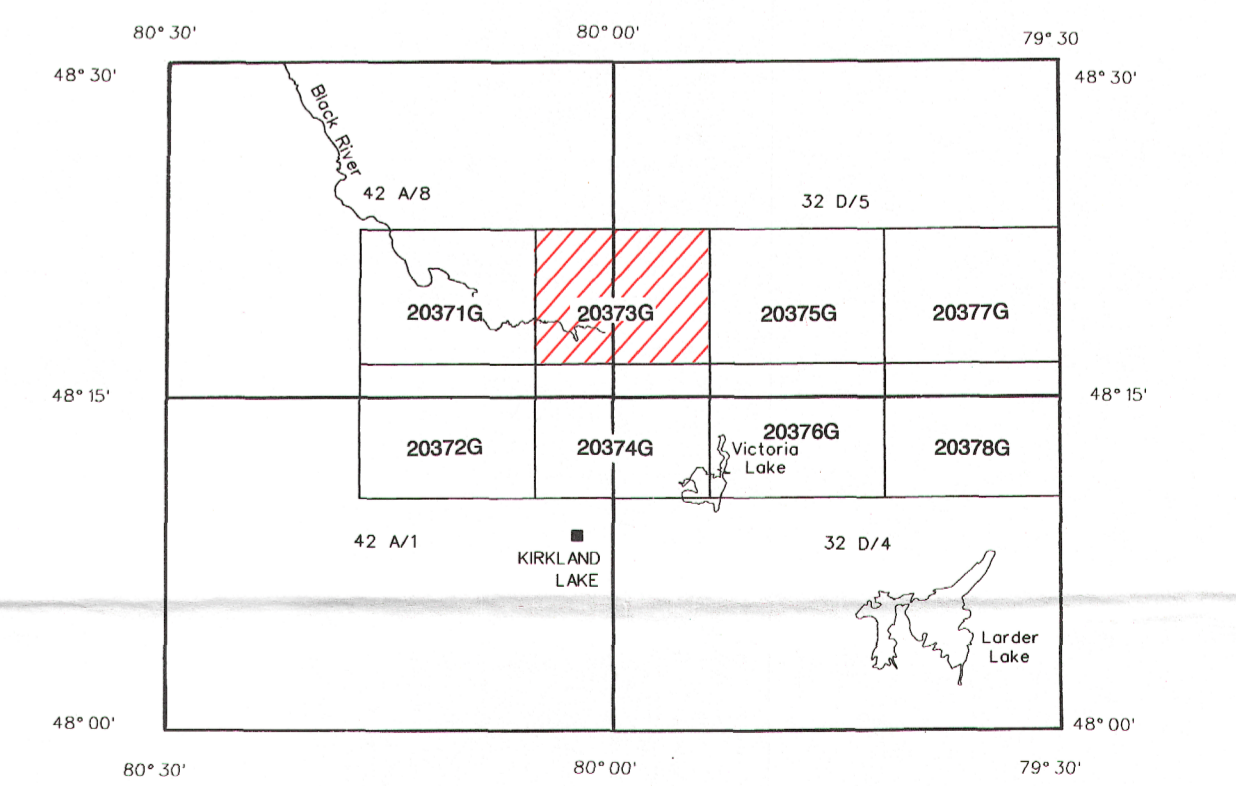 80° 30'
80° 00'
79° 30
48° 30'
48° 30'
Black River
42 A/8
32 D/5
20371G
20373G
20375G
20377G
48° 15'
48° 15'
20372G
20374G
20376G
20378G
Victoria
Lake
42 A/1
32 D/4
KIRKLAND
LAKE
Larder
Lake
48° 00'
48° 00'
80° 30'
80° 00'
79° 30'